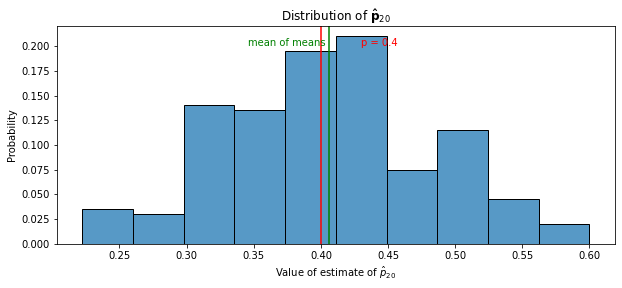 Distribution of p̂₂₀
mean of means
p = 0.4
Probability
0.200
0.175
0.150
0.125
0.100
0.075
0.050
0.025
0.000
0.25 0.30 0.35 0.40 0.45 0.50 0.55 0.60
Value of estimate of p̂₂₀